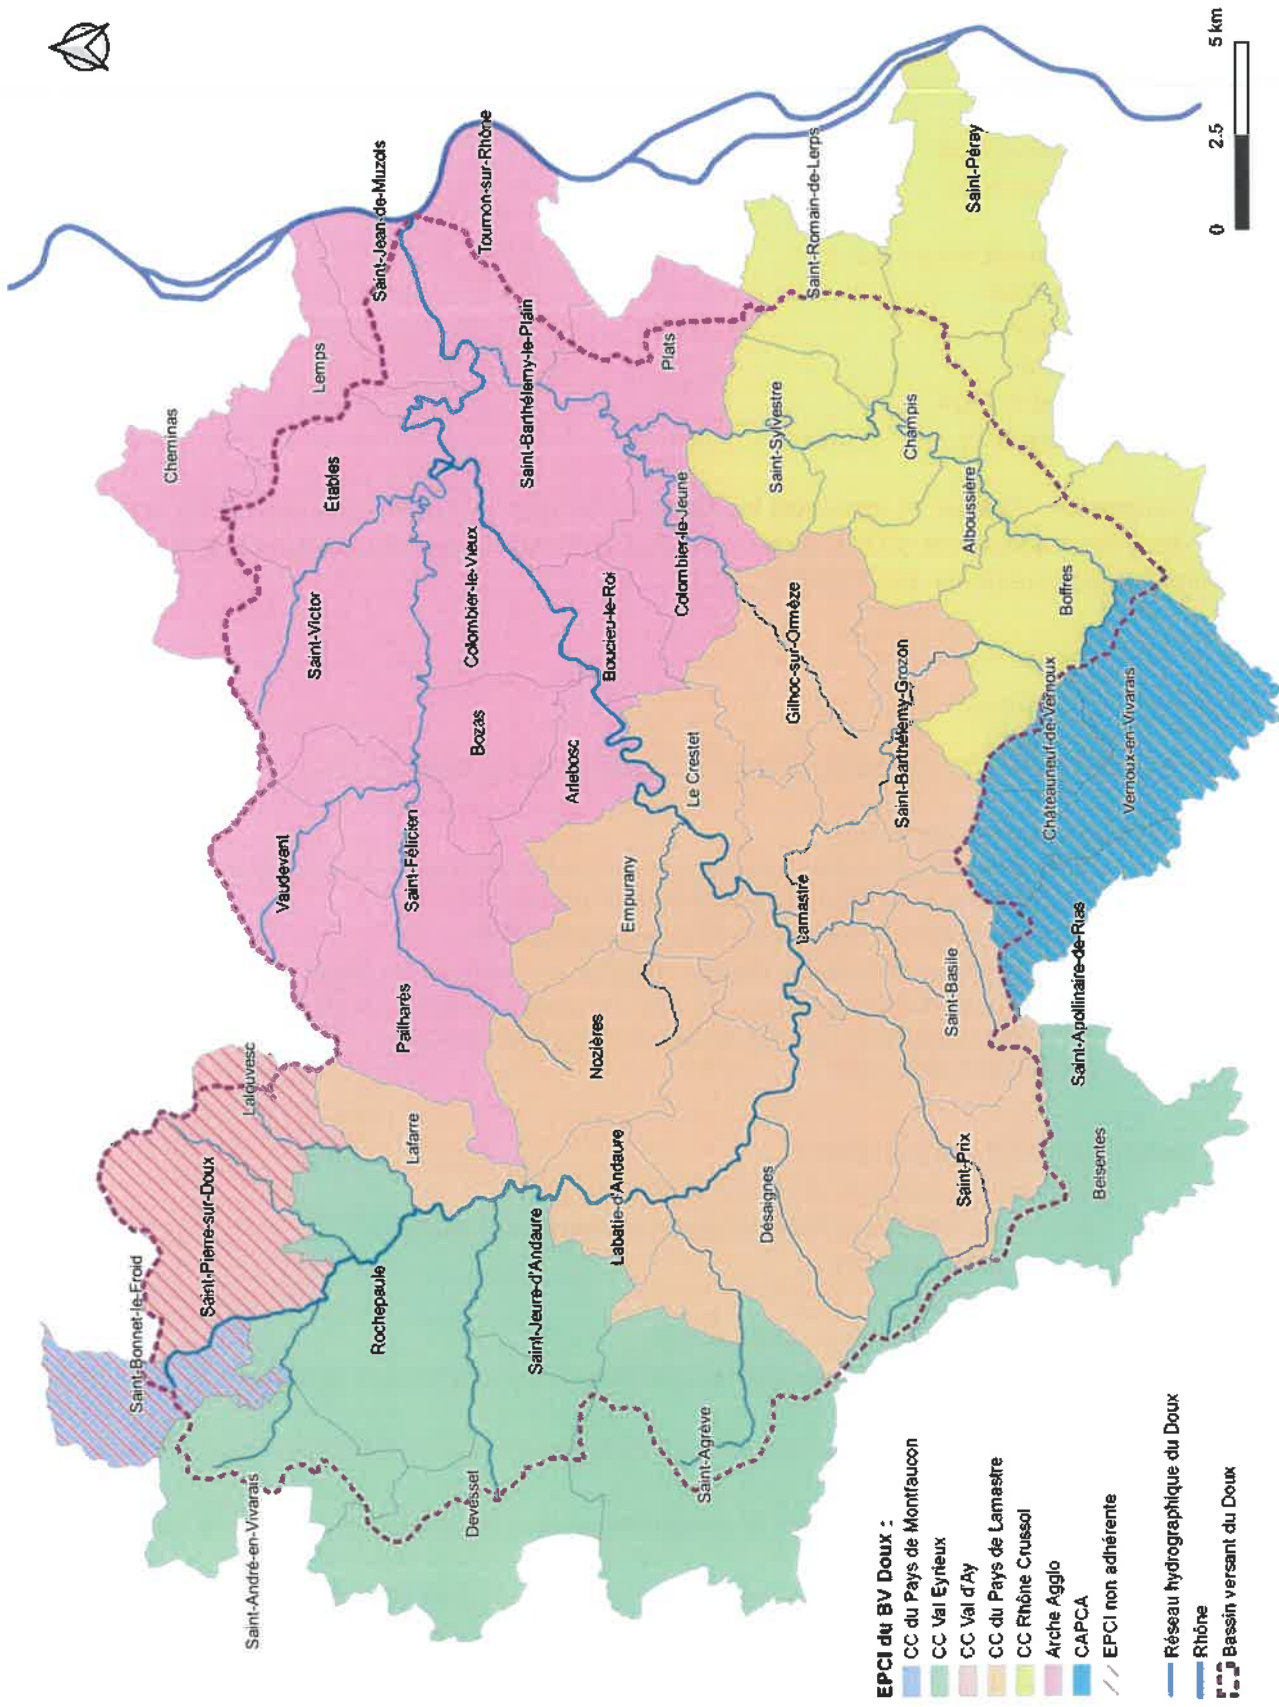 Cheminas
Lemps
Saint-Jean-de-Muzols
Tournon-sur-Rhône
Étables
Saint-Barthélemy-le-Plain
Plats
Saint-Romain-de-Lerps
Saint-Péray
Saint-Victor
Colombier-le-Vieux
Saint-Sylvestre
Champis
Colombier-le-Jeune
Alboussière
Boucieu-le-Roi
Boffres
Bozas
Arlebosc
Gilhoc-sur-Ormèze
Saint-Barthélemy-Grozon
Le Crestet
Châteauneuf-de-Vernoux
Vernoux-en-Vivarais
Vaudevant
Saint-Félicien
Empurany
Lamastre
Pailharès
Nozières
Saint-Basile
Saint-Apollinaire-de-Rias
Lalouvesc
Lafarre
Labatie-d'Andaure
Désaignes
Saint-Prix
Belsentes
Saint-Pierre-sur-Doux
Saint-Bonnet-le-Froid
Rochepaule
Saint-Jeure-d'Andaure
Saint-André-en-Vivarais
Devesset
Saint-Agrève
EPCI du BV Doux :
CC du Pays de Montfaucon
CC Val Eyrieux
CC Val d'Ay
CC du Pays de Lamastre
CC Rhône Crussol
Arche Agglo
CAPCA
EPCI non adhérente
Réseau hydrographique du Doux
Rhône
Bassin versant du Doux
0 2.5 5 km